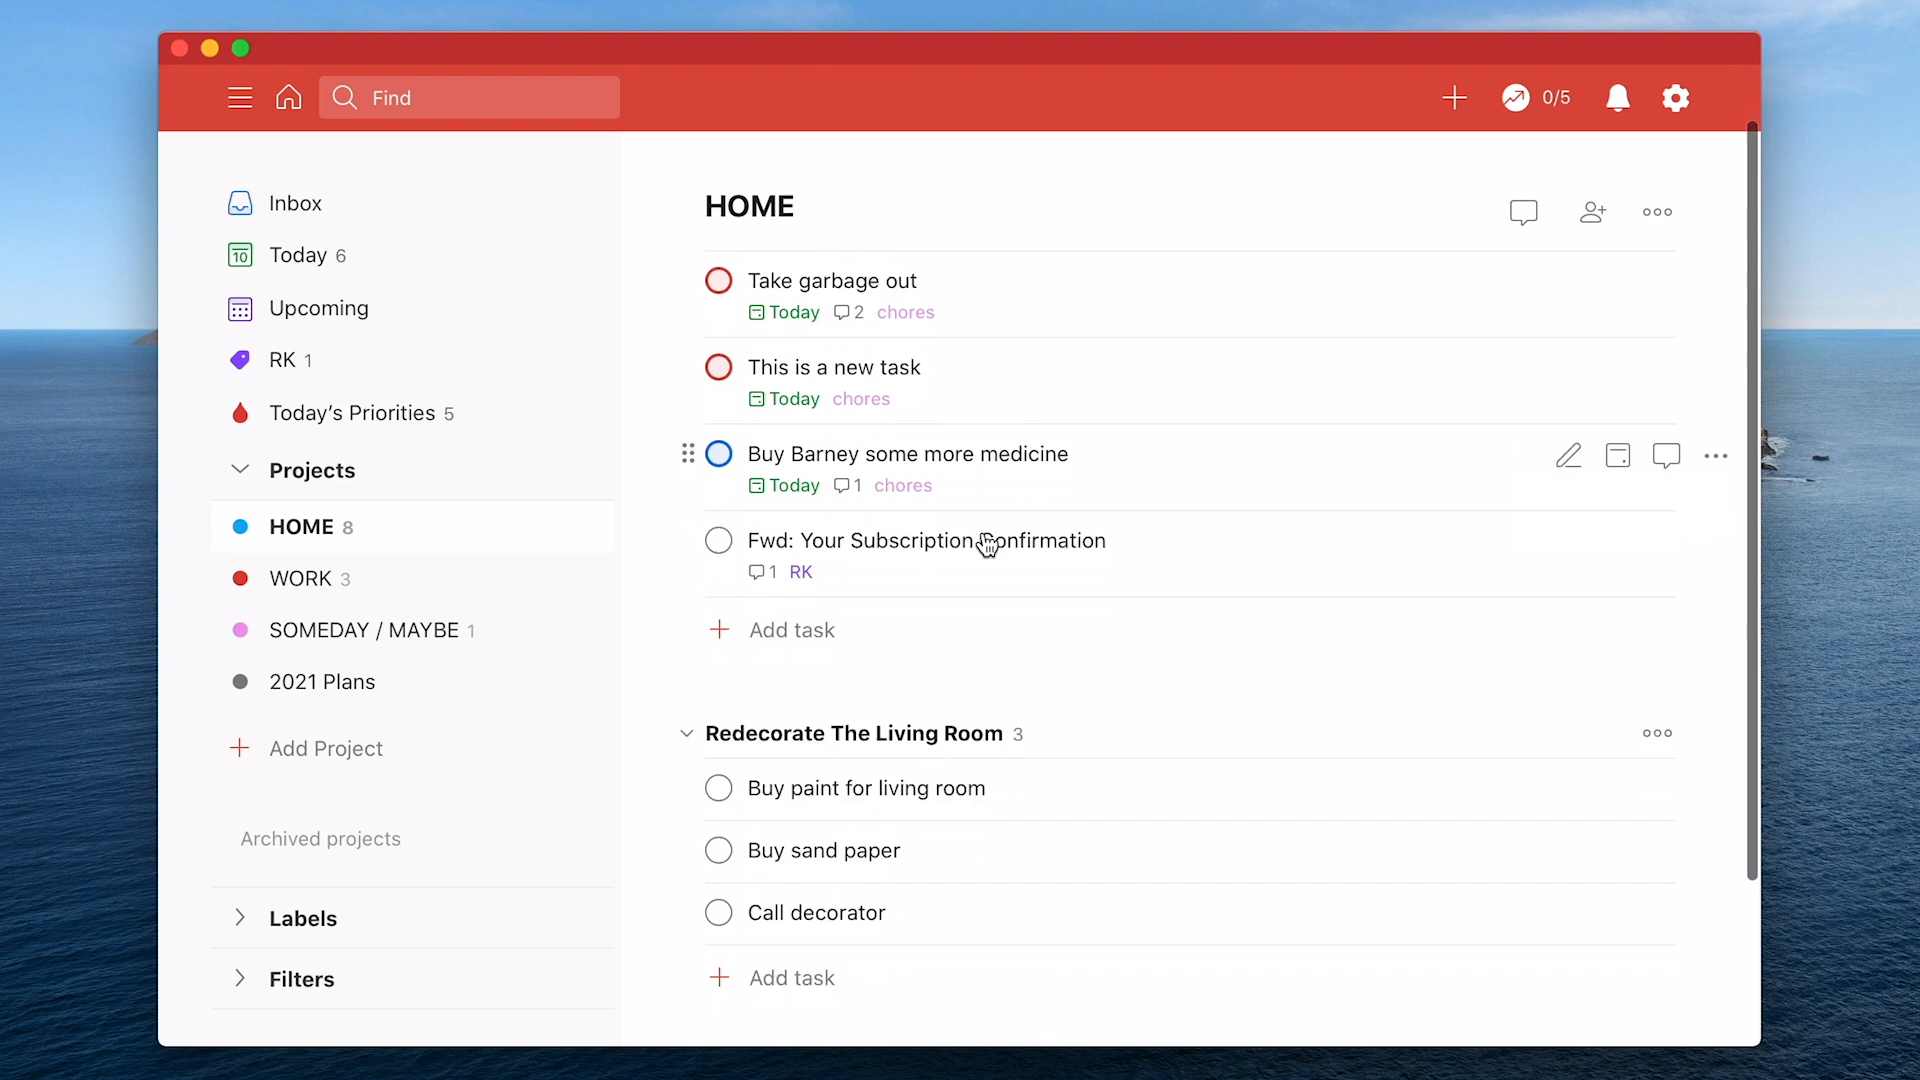 Find
0/5
Inbox
10 Today 6
Upcoming
RK 1
Today's Priorities 5
Projects
HOME 8
WORK 3
SOMEDAY / MAYBE 1
2021 Plans
Add Project
Archived projects
Labels
Filters
HOME
Take garbage out
Today 2 chores
This is a new task
Today chores
Buy Barney some more medicine
Today 1 chores
Fwd: Your Subscription Confirmation
1 RK
Add task
Redecorate The Living Room 3
Buy paint for living room
Buy sand paper
Call decorator
Add task